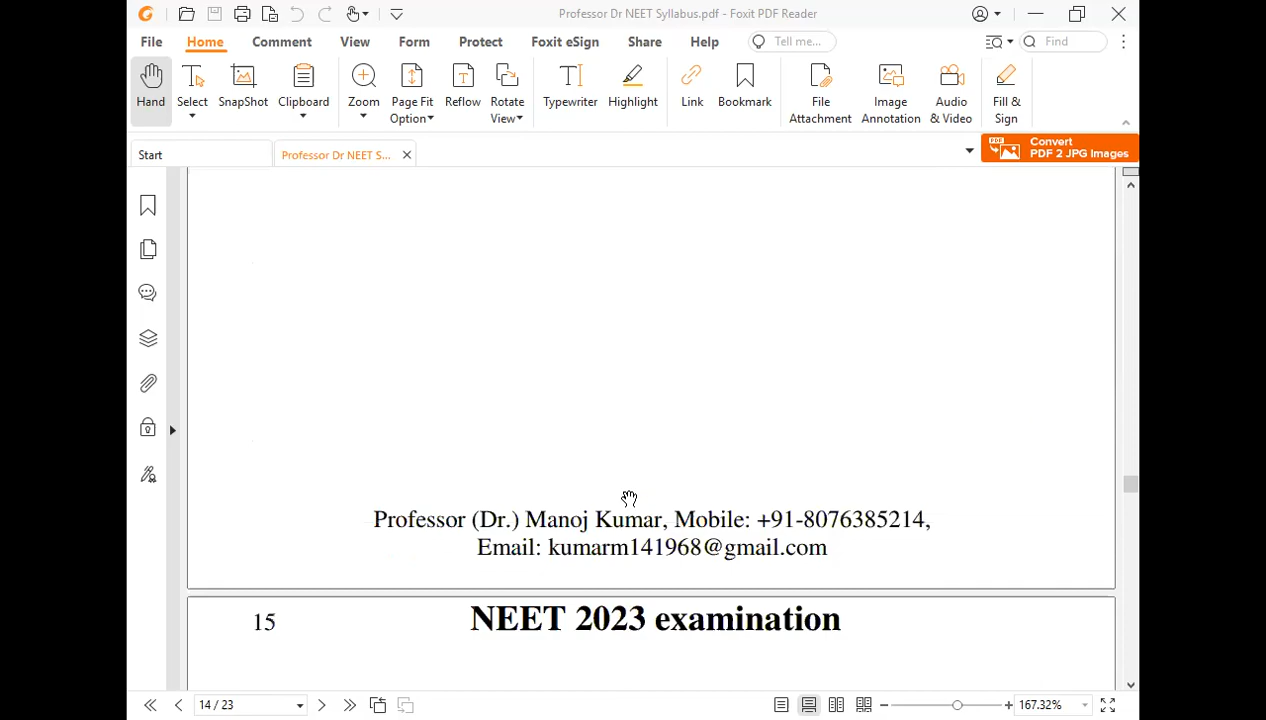 Professor Dr NEET Syllabus.pdf - Foxit PDF Reader
File Home Comment View Form Protect Foxit eSign Share Help Tell me... Find
Hand Select SnapShot Clipboard Zoom Page Fit Option Reflow Rotate View Typewriter Highlight Link Bookmark File Attachment Image Annotation Audio & Video Fill & Sign
Start Professor Dr NEET S...
PDF Convert
PDF 2 JPG Images
Professor (Dr.) Manoj Kumar, Mobile: +91-8076385214,
Email: kumarm141968@gmail.com
15 NEET 2023 examination
14 / 23 167.32%